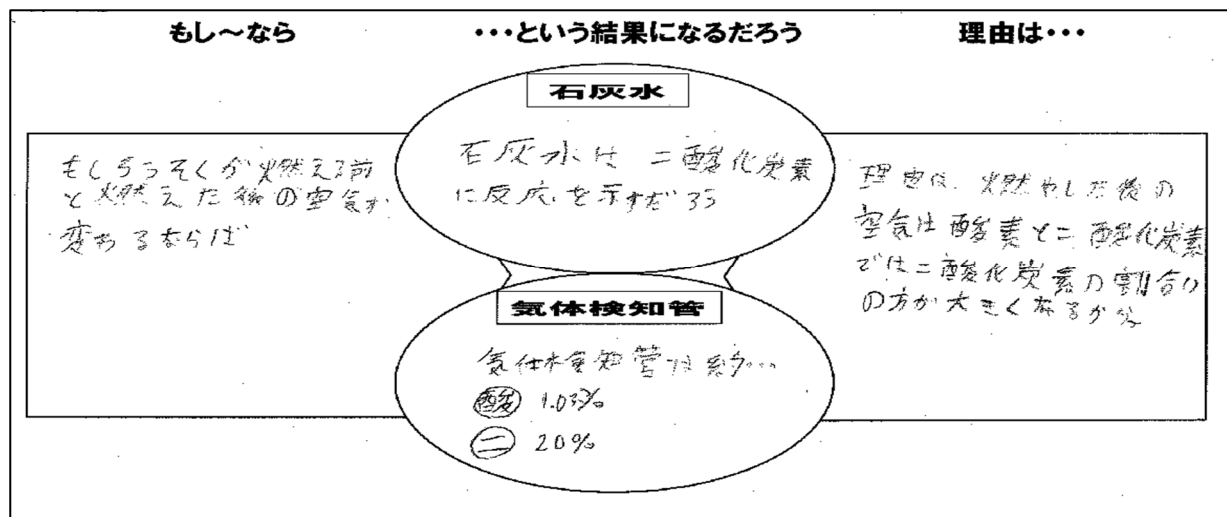 もし～なら
・・・という結果になるだろう
理由は・・・
もしろうそくが燃える前
と燃えた後の空気が
変わるならば
石灰水
石灰水は二酸化炭素
に反応を示すだろう
気体検知管
気体検知管では
酸 1.03%
二 20%
理由は、燃やした後の
空気は酸素と二酸化炭素
では二酸化炭素の割合
の方が大きくなるから